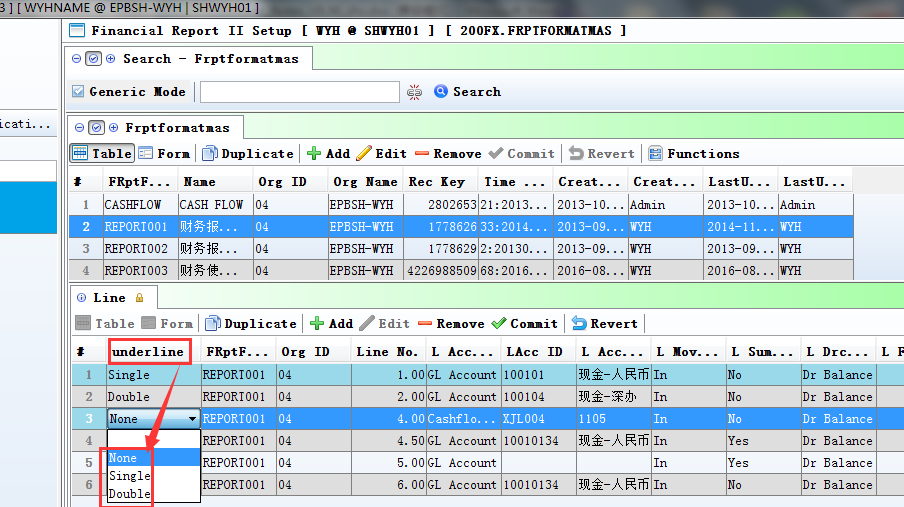 3 ] [ WYHNAME @ EPBSH-WYH | SHWYH01 ]
Financial Report II Setup [ WYH @ SHWYH01 ] [ 200FX.FRPTFORMATMAS ]
Search - Frptformatmas
Generic Mode Search
icati...
Frptformatmas
Table Form Duplicate Add Edit Remove Commit Revert Functions
# FRptF... Name Org ID Org Name Rec Key Time ... Creat... Creat... LastU... LastU...
1 CASHFLOW CASH FLOW 04 EPBSH-WYH 2802653 21:2013... 2013-10... Admin 2013-10... Admin
2 REPORT001 财务报... 04 EPBSH-WYH 1778626 33:2014... 2013-09... WYH 2014-11... WYH
3 REPORT002 财务报... 04 EPBSH-WYH 1778629 2:20130... 2013-09... WYH 2013-09... WYH
4 REPORT003 财务使... 04 EPBSH-WYH 4226988509 68:2016... 2016-08... WYH 2016-08... WYH
Line
Table Form Duplicate Add Edit Remove Commit Revert
# underline FRptF... Org ID Line No. L Acc... LAcc ID L Acc... L Mov... L Sum... L Drc... L F
1 Single REPORT001 04 1.00 GL Account 100101 现金-人民币 In No Dr Balance
2 Double REPORT001 04 2.00 GL Account 100104 现金-深办 In No Dr Balance
3 None REPORT001 04 4.00 Cashflo... XJL004 1105 In No Dr Balance
4 REPORT001 04 4.50 GL Account 10010134 现金-人民币 In Yes Dr Balance
5 None REPORT001 04 5.00 GL Account In Yes Dr Balance
Single
6 REPORT001 04 6.00 GL Account 10010134 现金-人民币 In No Dr Balance
Double